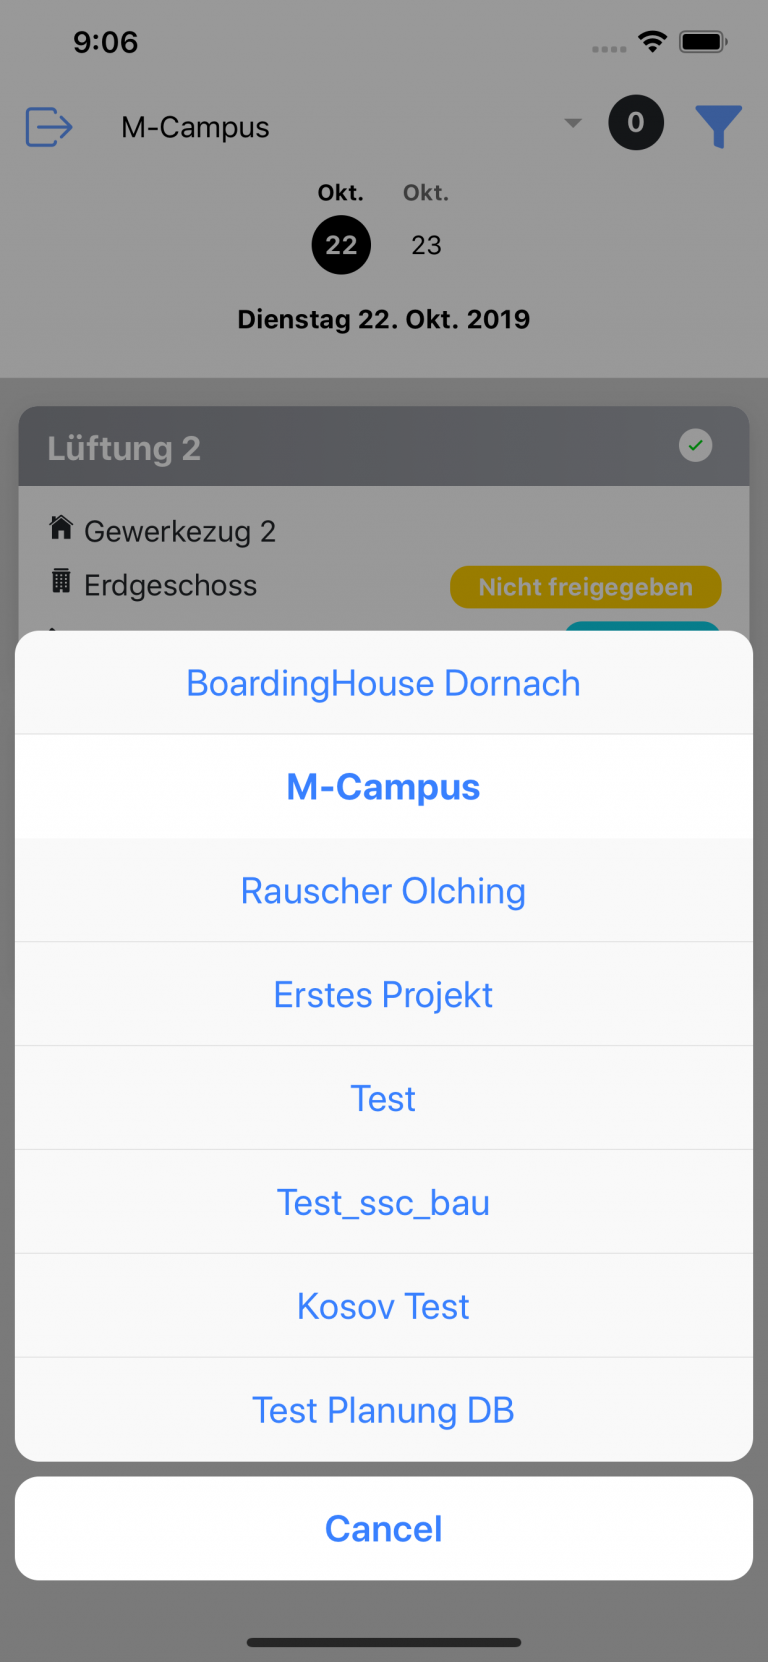 9:06
M-Campus
0
Okt. Okt.
22 23
Dienstag 22. Okt. 2019
Lüftung 2
Gewerkezug 2
Erdgeschoss
Nicht freigegeben
BoardingHouse Dornach
M-Campus
Rauscher Olching
Erstes Projekt
Test
Test_ssc_bau
Kosov Test
Test Planung DB
Cancel